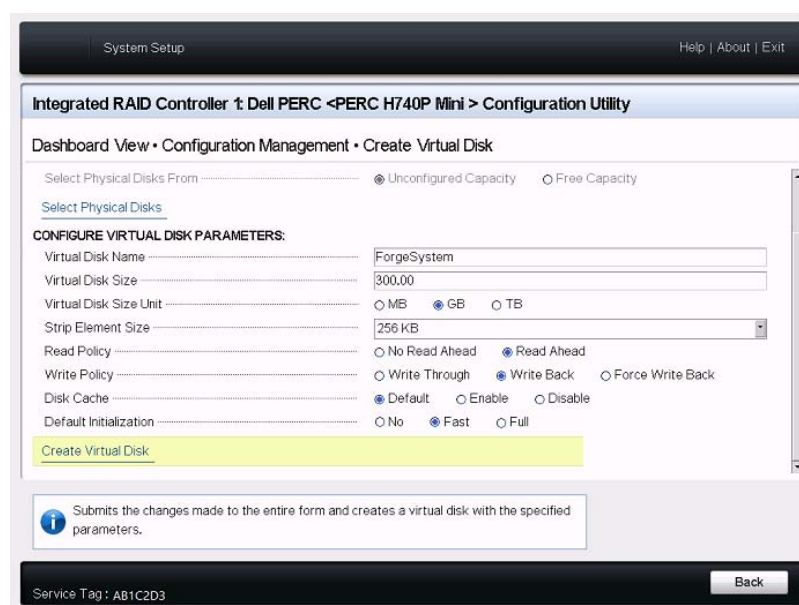 System Setup
Help | About | Exit
Integrated RAID Controller 1: Dell PERC <PERC H740P Mini > Configuration Utility
Dashboard View • Configuration Management • Create Virtual Disk
Select Physical Disks From Unconfigured Capacity Free Capacity
Select Physical Disks
CONFIGURE VIRTUAL DISK PARAMETERS:
Virtual Disk Name ForgeSystem
Virtual Disk Size 300.00
Virtual Disk Size Unit MB GB TB
Strip Element Size 256 KB
Read Policy No Read Ahead Read Ahead
Write Policy Write Through Write Back Force Write Back
Disk Cache Default Enable Disable
Default Initialization No Fast Full
Create Virtual Disk
Submits the changes made to the entire form and creates a virtual disk with the specified
parameters.
Back
Service Tag : AB1C2D3